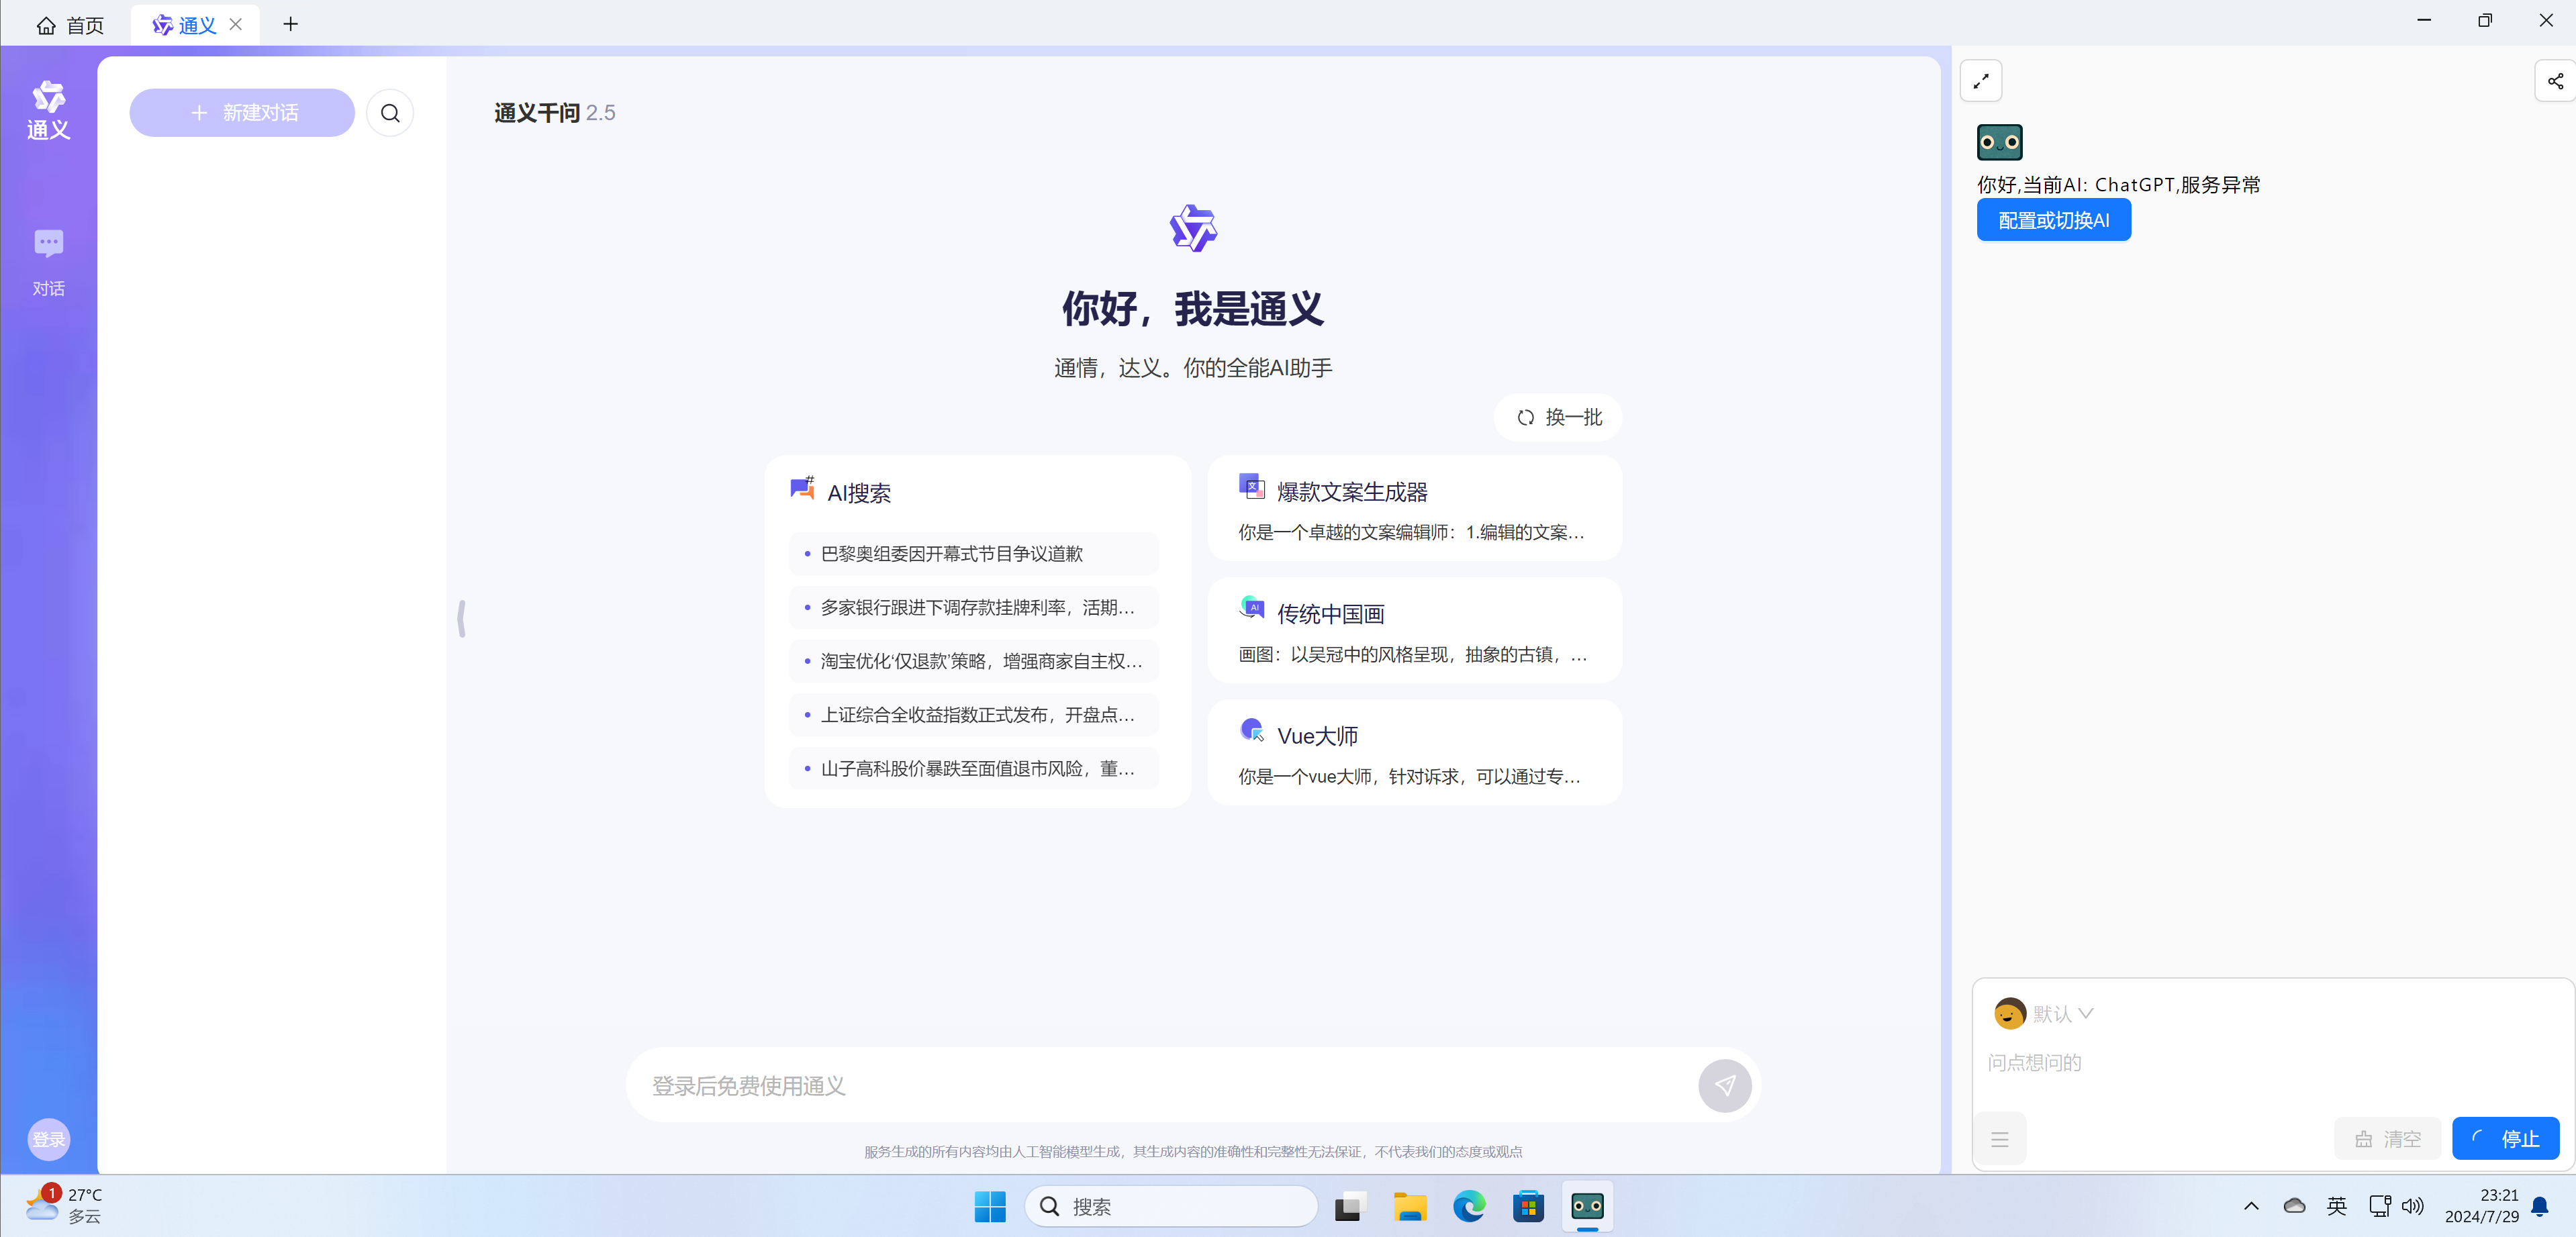 首页
通义
通义
新建对话
通义千问 2.5
对话
你好，我是通义
通情，达义。你的全能AI助手
换一批
AI搜索
巴黎奥组委因开幕式节目争议道歉
多家银行跟进下调存款挂牌利率，活期...
淘宝优化‘仅退款’策略，增强商家自主权...
上证综合全收益指数正式发布，开盘点...
山子高科股价暴跌至面值退市风险，董...
爆款文案生成器
你是一个卓越的文案编辑师：1.编辑的文案...
传统中国画
画图：以吴冠中的风格呈现，抽象的古镇，...
Vue大师
你是一个vue大师，针对诉求，可以通过专...
登录后免费使用通义
服务生成的所有内容均由人工智能模型生成，其生成内容的准确性和完整性无法保证，不代表我们的态度或观点
登录
你好,当前AI: ChatGPT,服务异常
配置或切换AI
默认
问点想问的
清空
停止
1
27°C
多云
搜索
英
23:21
2024/7/29